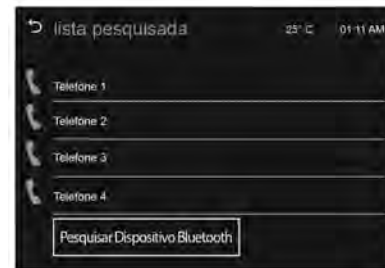 lista pesquisada 25° C 01:11 AM
Telefone 1
Telefone 2
Telefone 3
Telefone 4
Pesquisar Dispositivo Bluetooth